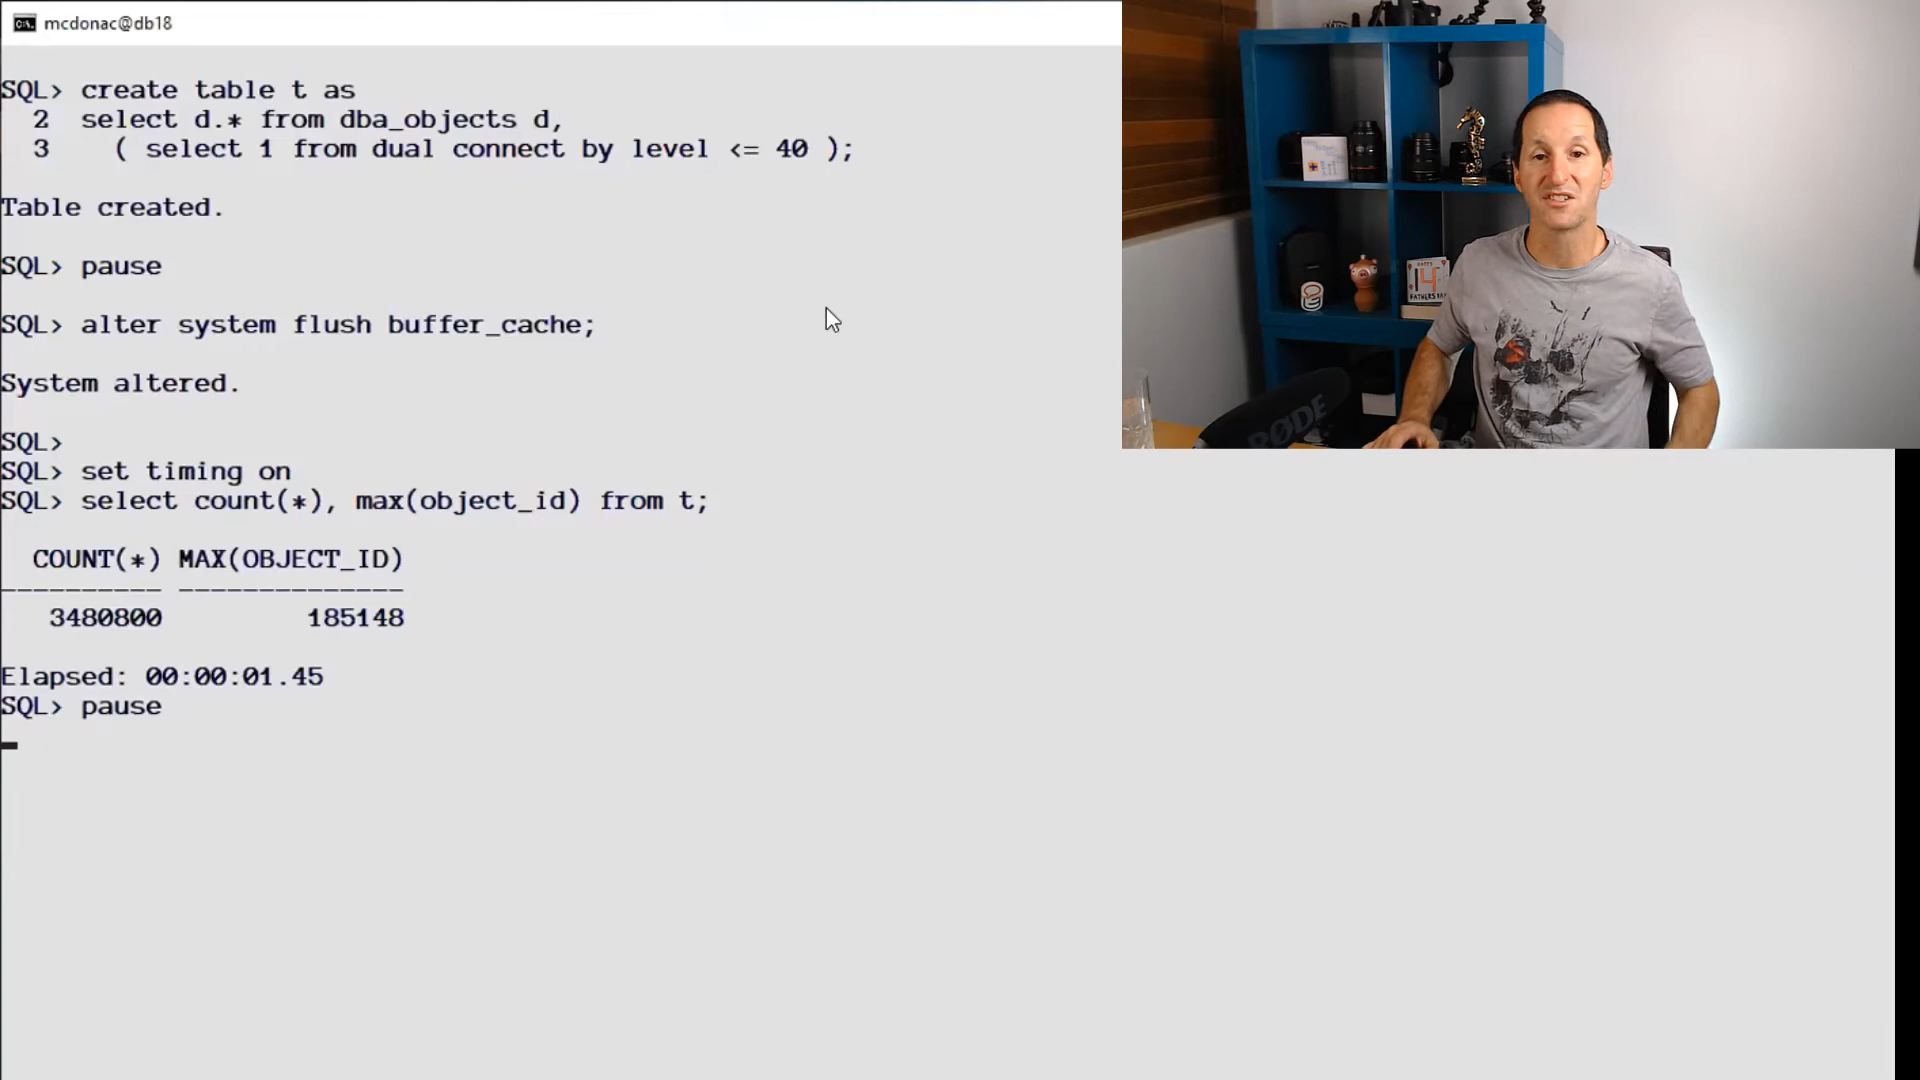 mcdonac@db18
SQL> create table t as
2 select d.* from dba_objects d,
3 ( select 1 from dual connect by level <= 40 );
Table created.
SQL> pause
SQL> alter system flush buffer_cache;
System altered.
SQL>
SQL> set timing on
SQL> select count(*), max(object_id) from t;
COUNT(*) MAX(OBJECT_ID)
---------- --------------
3480800 185148
Elapsed: 00:00:01.45
SQL> pause
14
FATHERS
RØDE